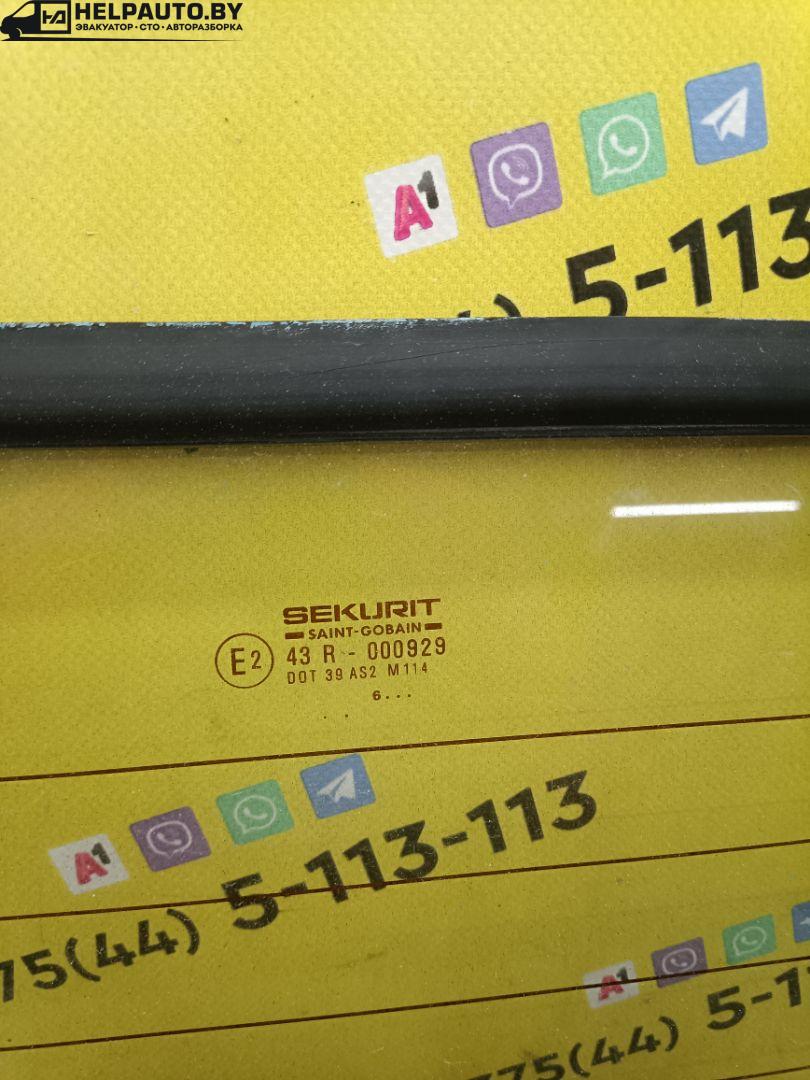 HELPAUTO.BY
ЭВАКУАТОР•СТО•АВТОРАЗБОРКА
A1
5-113
SEKURIT
SAINT-GOBAIN
E2
43 R - 000929
DOT 39 AS2 M114
6...
..
A1
75(44) 5-113-113
A1
75(44) 5-11